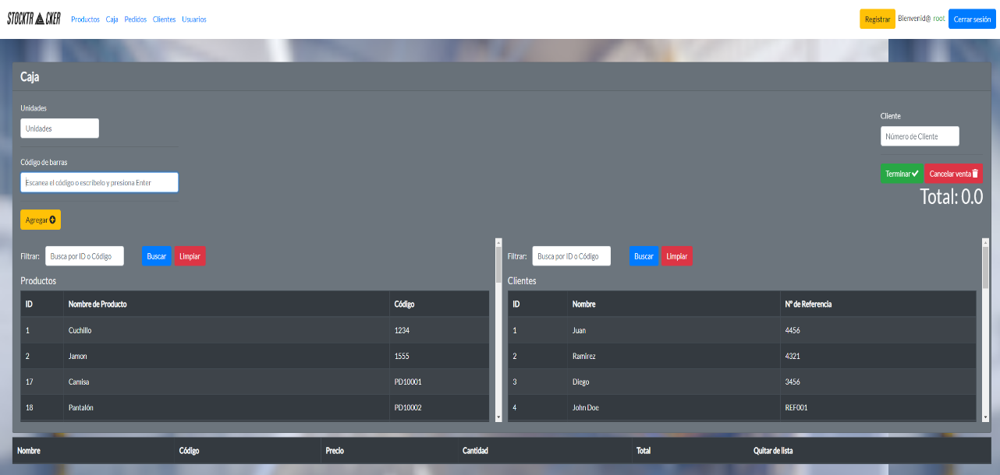 STOCKTRACKER Productos Caja Pedidos Clientes Usuarios Registrar Bienvenid@ root Cerrar sesión
Caja
Unidades
Unidades
Código de barras
Escanea el código o escríbelo y presiona Enter
Agregar
Cliente
Número de Cliente
Terminar Cancelar venta
Total: 0.0
Filtrar: Busca por ID o Código Buscar Limpiar
Productos
ID Nombre de Producto Código
1 Cuchillo 1234
2 Jamon 1555
17 Camisa PD10001
18 Pantalón PD10002
Filtrar: Busca por ID o Código Buscar Limpiar
Clientes
ID Nombre Nº de Referencia
1 Juan 4456
2 Ramirez 4321
3 Diego 3456
4 John Doe REF001
Nombre Código Precio Cantidad Total Quitar de lista